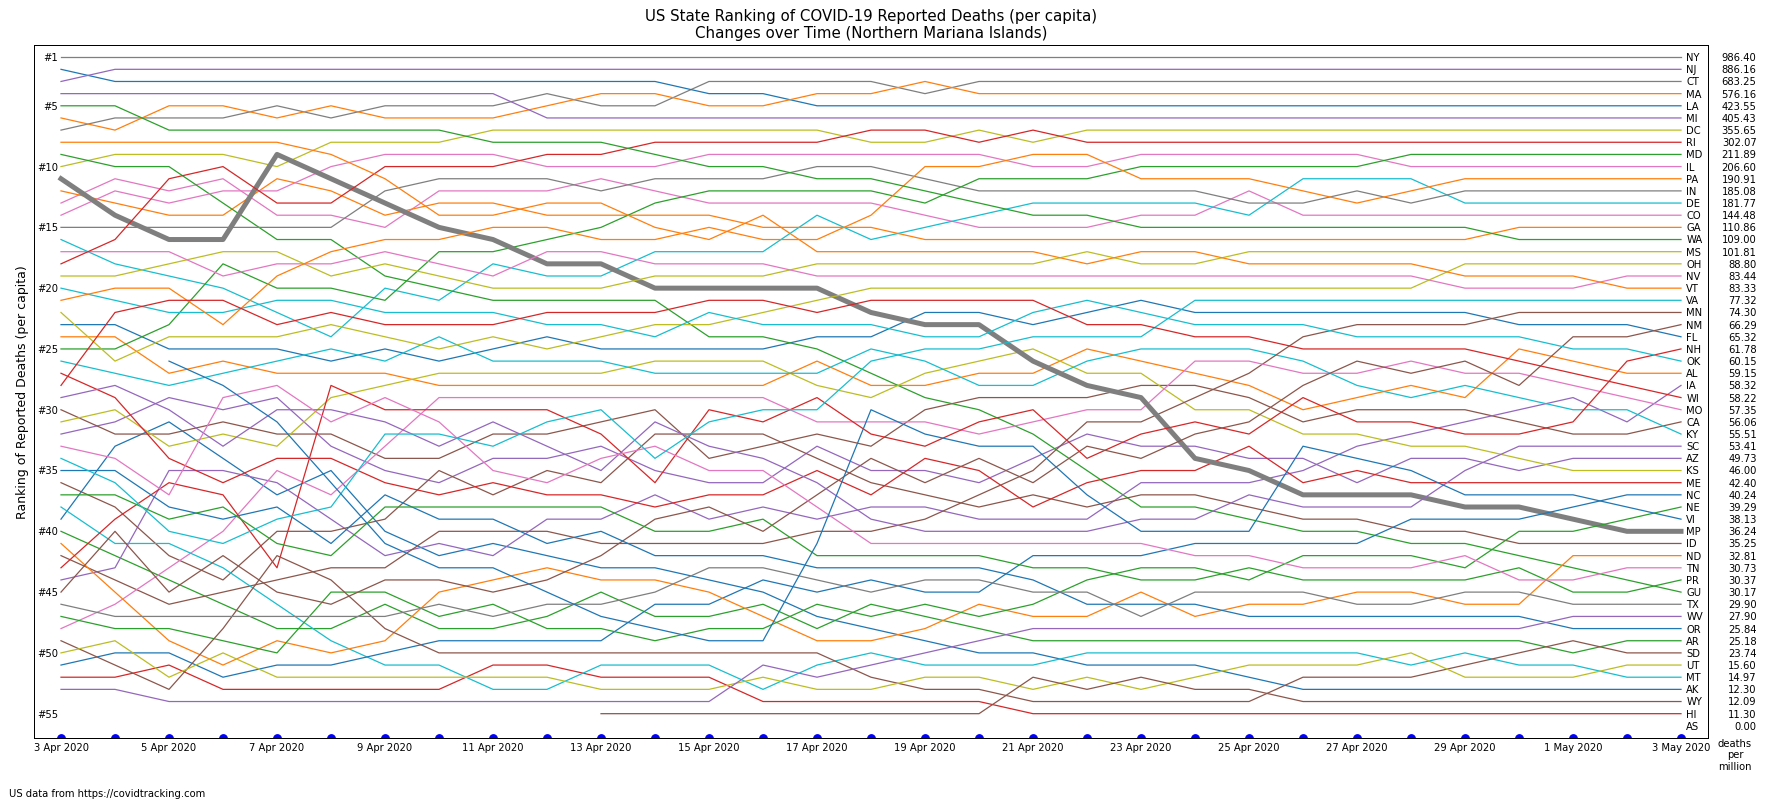 US State Ranking of COVID-19 Reported Deaths (per capita)
Changes over Time (Northern Mariana Islands)
Ranking of Reported Deaths (per capita)
#1
#5
#10
#15
#20
#25
#30
#35
#40
#45
#50
#55
NY 986.40
NJ 886.16
CT 683.25
MA 576.16
LA 423.55
MI 405.43
DC 355.65
RI 302.07
MD 211.89
IL 206.60
PA 190.91
IN 185.08
DE 181.77
CO 144.48
GA 110.86
WA 109.00
MS 101.81
OH 88.80
NV 83.44
VT 83.33
VA 77.32
MN 74.30
NM 66.29
FL 65.32
NH 61.78
OK 60.15
AL 59.15
IA 58.32
WI 58.22
MO 57.35
CA 56.06
KY 55.51
SC 53.41
AZ 49.73
KS 46.00
ME 42.40
NC 40.24
NE 39.29
VI 38.13
MP 36.24
ID 35.25
ND 32.81
TN 30.73
PR 30.37
GU 30.17
TX 29.90
WV 27.90
OR 25.84
AR 25.18
SD 23.74
UT 15.60
MT 14.97
AK 12.30
WY 12.09
HI 11.30
AS 0.00
3 Apr 2020 5 Apr 2020 7 Apr 2020 9 Apr 2020 11 Apr 2020 13 Apr 2020 15 Apr 2020 17 Apr 2020 19 Apr 2020 21 Apr 2020 23 Apr 2020 25 Apr 2020 27 Apr 2020 29 Apr 2020 1 May 2020 3 May 2020
deaths
per
million
US data from https://covidtracking.com